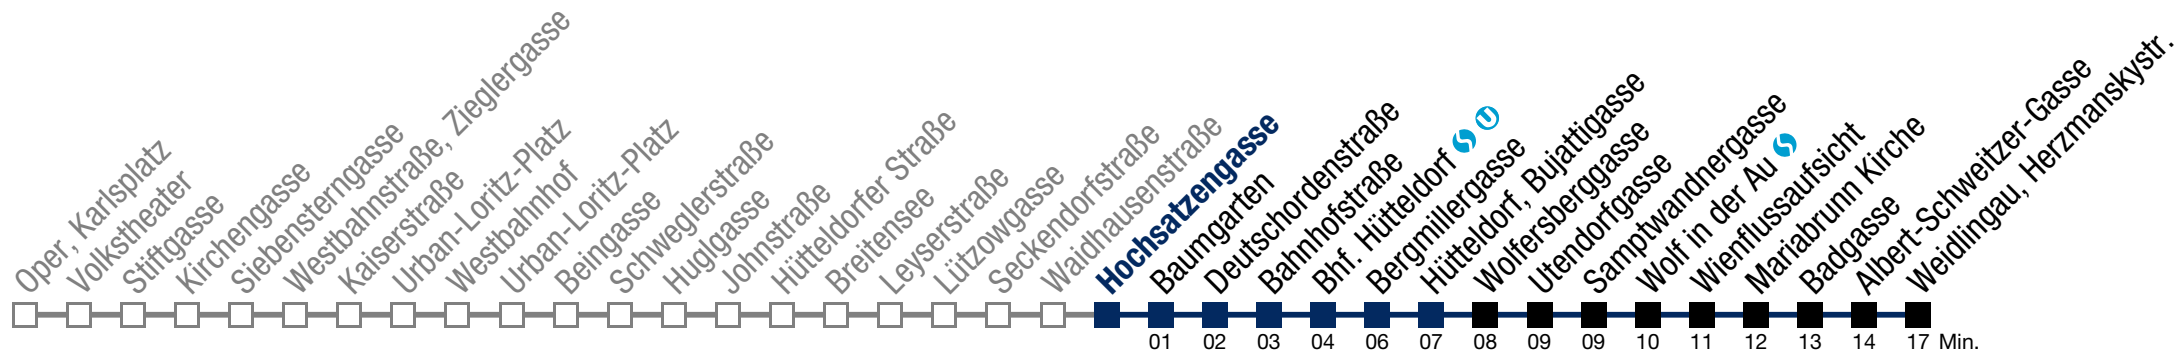 Oper, Karlsplatz
Volkstheater
Stiftgasse
Kirchengasse
Siebensterngasse
Westbahnstraße, Zieglergasse
Kaiserstraße
Urban-Loritz-Platz
Westbahnhof
Urban-Loritz-Platz
Beingasse
Schweglerstraße
Huglgasse
Johnstraße
Hütteldorfer Straße
Breitensee
Leyserstraße
Lützowgasse
Seckendorfstraße
Waidhausenstraße
Hochsatzengasse
Baumgarten
Deutschordenstraße
Bahnhofstraße
Bhf. Hütteldorf S U
Bergmillergasse
Hütteldorf, Bujattigasse
Wolfersberggasse
Utendorfgasse
Samptwandnergasse
Wolf in der Au S
Wienflussaufsicht
Mariabrunn Kirche
Badgasse
Albert-Schweitzer-Gasse
Weidlingau, Herzmanskystr.
01 02 03 04 06 07 08 09 09 10 11 12 13 14 17 Min.